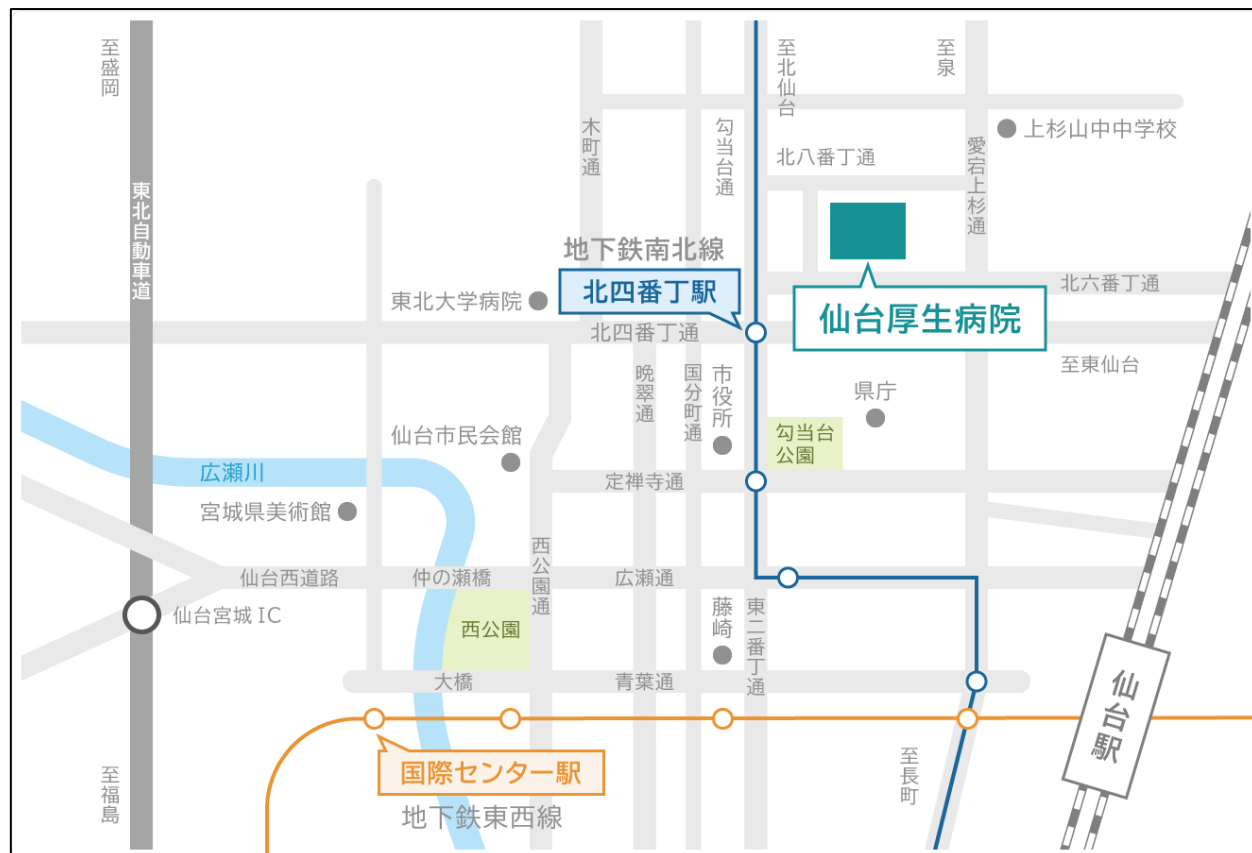 至盛岡
至北仙台
至泉
木町通
勾当台通
上杉山中中学校
北八番丁通
愛宕上杉通
東北自動車道
地下鉄南北線
北四番丁駅
東北大学病院
北六番丁通
仙台厚生病院
北四番丁通
至東仙台
晩翠通
国分町通
市役所
県庁
仙台市民会館
勾当台
公園
広瀬川
定禅寺通
宮城県美術館
西公園通
仙台西道路
仲の瀬橋
広瀬通
仙台宮城IC
西公園
藤崎
東二番丁通
大橋
青葉通
仙台駅
国際センター駅
至長町
至福島
地下鉄東西線